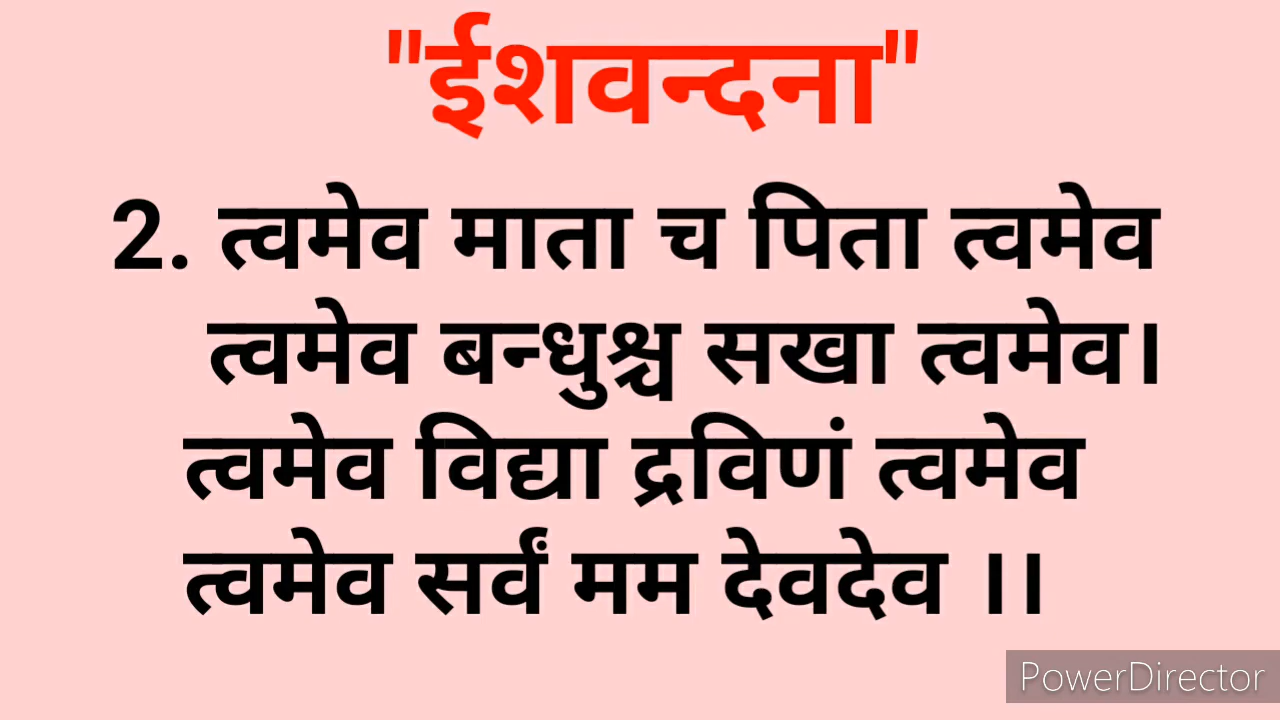 "ईशवन्दना"
2. त्वमेव माता च पिता त्वमेव
त्वमेव बन्धुश्च सखा त्वमेव।
त्वमेव विद्या द्रविणं त्वमेव
त्वमेव सर्वं मम देवदेव ।।
PowerDirector